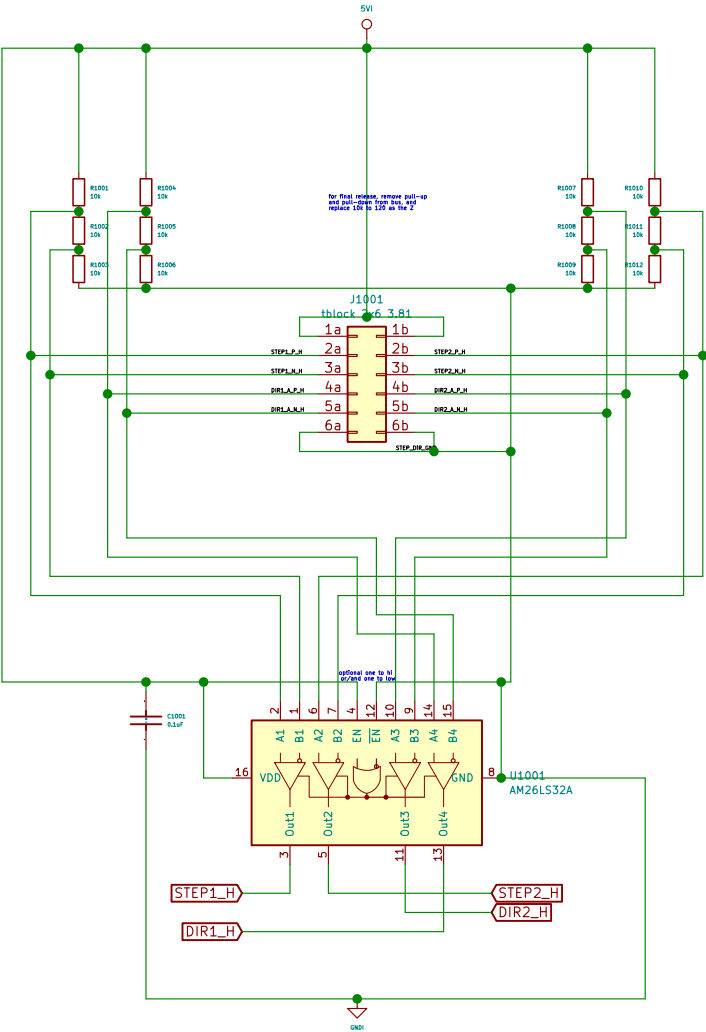 5VI
R1001
10k
R1004
10k
R1007
10k
R1010
10k
for final release, remove pull-up
and pull-down from bus, and
replace 10k to 120 as the Z
R1002
10k
R1005
10k
R1008
10k
R1011
10k
R1003
10k
R1006
10k
R1009
10k
R1012
10k
J1001
tblock 2x6 3.81
1a 1b
STEP1_P_H 2a 2b STEP2_P_H
STEP1_N_H 3a 3b STEP2_N_H
DIR1_A_P_H 4a 4b DIR2_A_P_H
DIR1_A_N_H 5a 5b DIR2_A_N_H
6a 6b
STEP_DIR_GND
optional one to hi
or/and one to low
C1001
0.1uF
2 1 6 7 4 12 10 9 14 15
A1 B1 A2 B2 EN EN A3 B3 A4 B4
16 VDD GND 8
U1001
AM26LS32A
Out1 Out2 Out3 Out4
3 5 11 13
STEP1_H STEP2_H
DIR2_H
DIR1_H
GNDI